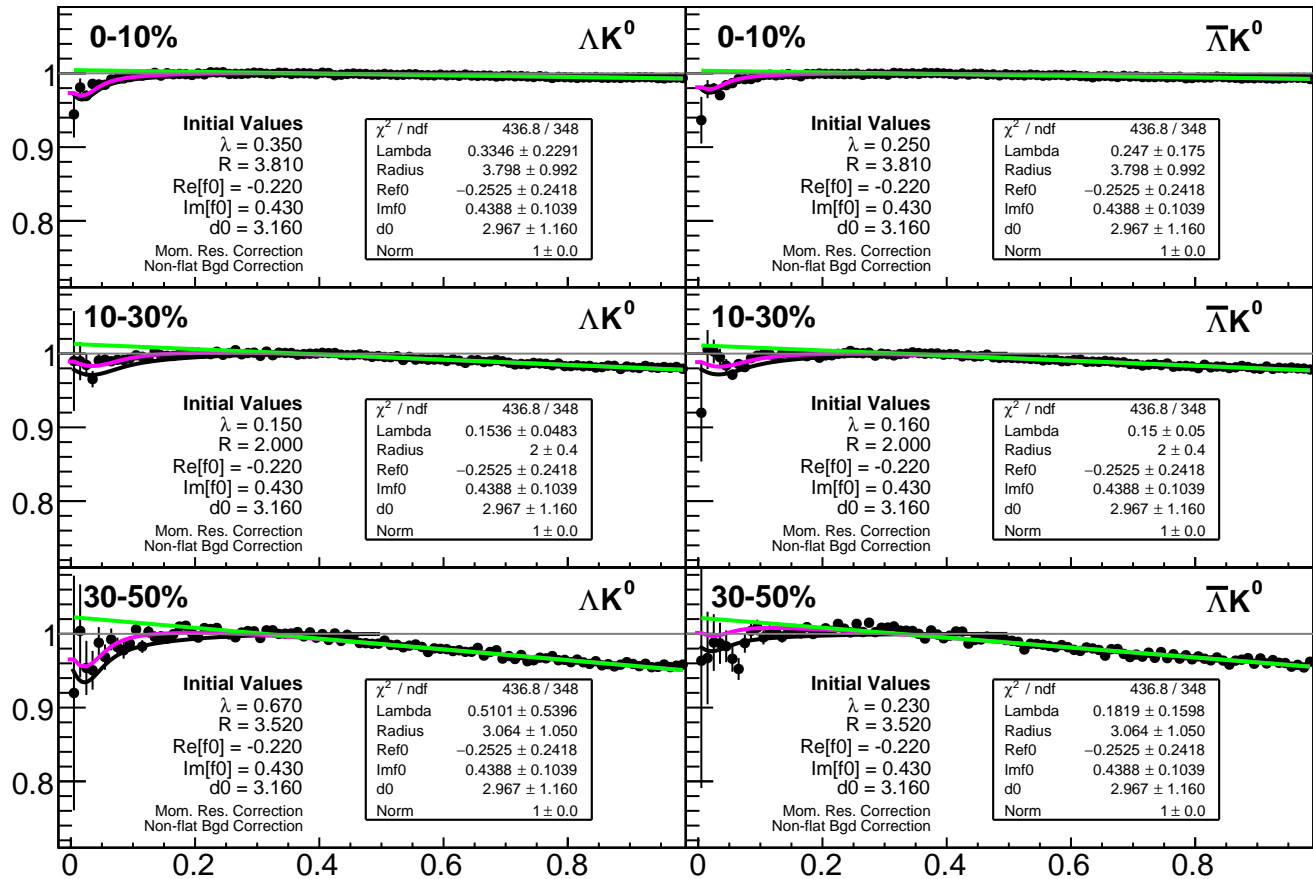 0-10% ΛK⁰
1
0.9
0.8
Initial Values
λ = 0.350
R = 3.810
Re[f0] = -0.220
Im[f0] = 0.430
d0 = 3.160
Mom. Res. Correction
Non-flat Bgd Correction
χ² / ndf 436.8 / 348
Lambda 0.3346 ± 0.2291
Radius 3.798 ± 0.992
Ref0 −0.2525 ± 0.2418
Imf0 0.4388 ± 0.1039
d0 2.967 ± 1.160
Norm 1 ± 0.0
0-10% Λ̅K⁰
Initial Values
λ = 0.250
R = 3.810
Re[f0] = -0.220
Im[f0] = 0.430
d0 = 3.160
Mom. Res. Correction
Non-flat Bgd Correction
χ² / ndf 436.8 / 348
Lambda 0.247 ± 0.175
Radius 3.798 ± 0.992
Ref0 −0.2525 ± 0.2418
Imf0 0.4388 ± 0.1039
d0 2.967 ± 1.160
Norm 1 ± 0.0
10-30% ΛK⁰
1
0.9
0.8
Initial Values
λ = 0.150
R = 2.000
Re[f0] = -0.220
Im[f0] = 0.430
d0 = 3.160
Mom. Res. Correction
Non-flat Bgd Correction
χ² / ndf 436.8 / 348
Lambda 0.1536 ± 0.0483
Radius 2 ± 0.4
Ref0 −0.2525 ± 0.2418
Imf0 0.4388 ± 0.1039
d0 2.967 ± 1.160
Norm 1 ± 0.0
10-30% Λ̅K⁰
Initial Values
λ = 0.160
R = 2.000
Re[f0] = -0.220
Im[f0] = 0.430
d0 = 3.160
Mom. Res. Correction
Non-flat Bgd Correction
χ² / ndf 436.8 / 348
Lambda 0.15 ± 0.05
Radius 2 ± 0.4
Ref0 −0.2525 ± 0.2418
Imf0 0.4388 ± 0.1039
d0 2.967 ± 1.160
Norm 1 ± 0.0
30-50% ΛK⁰
1
0.9
0.8
Initial Values
λ = 0.670
R = 3.520
Re[f0] = -0.220
Im[f0] = 0.430
d0 = 3.160
Mom. Res. Correction
Non-flat Bgd Correction
χ² / ndf 436.8 / 348
Lambda 0.5101 ± 0.5396
Radius 3.064 ± 1.050
Ref0 −0.2525 ± 0.2418
Imf0 0.4388 ± 0.1039
d0 2.967 ± 1.160
Norm 1 ± 0.0
30-50% Λ̅K⁰
Initial Values
λ = 0.230
R = 3.520
Re[f0] = -0.220
Im[f0] = 0.430
d0 = 3.160
Mom. Res. Correction
Non-flat Bgd Correction
χ² / ndf 436.8 / 348
Lambda 0.1819 ± 0.1598
Radius 3.064 ± 1.050
Ref0 −0.2525 ± 0.2418
Imf0 0.4388 ± 0.1039
d0 2.967 ± 1.160
Norm 1 ± 0.0
0 0.2 0.4 0.6 0.8 0 0.2 0.4 0.6 0.8